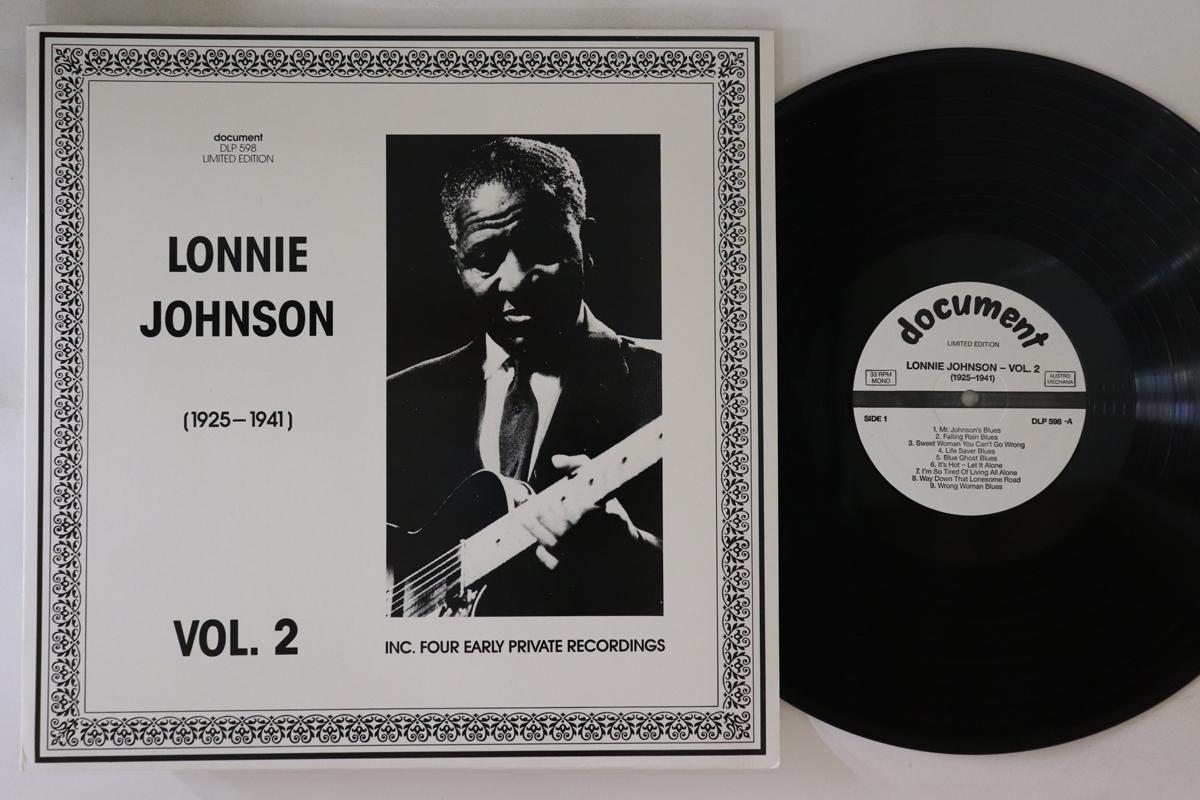 document
DLP 598
LIMITED EDITION
LONNIE
JOHNSON
(1925–1941)
VOL. 2
INC. FOUR EARLY PRIVATE RECORDINGS
document
LIMITED EDITION
LONNIE JOHNSON – VOL. 2
(1925–1941)
33 RPM
MONO
AUSTRO
MECHANA
SIDE 1
DLP 598 -A
1. Mr. Johnson's Blues
2. Falling Rain Blues
3. Sweet Woman You Can't Go Wrong
4. Life Saver Blues
5. Blue Ghost Blues
6. It's Hot – Let It Alone
7. I'm So Tired Of Living All Alone
8. Way Down That Lonesome Road
9. Wrong Woman Blues